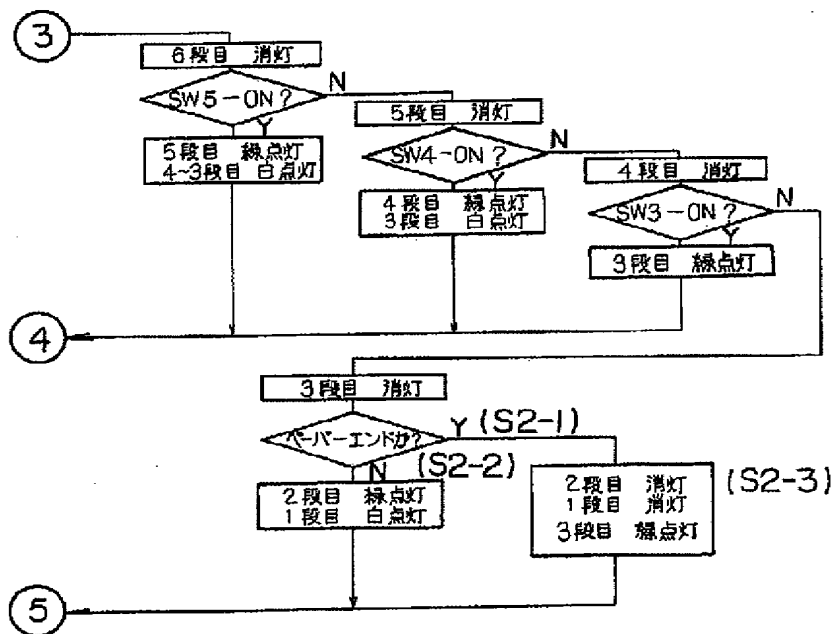 3
6段目 消灯
SW5-ON?
N
Y
5段目 緑点灯
4~3段目 白点灯
5段目 消灯
SW4-ON?
N
Y
4段目 緑点灯
3段目 白点灯
4段目 消灯
SW3-ON?
N
Y
3段目 緑点灯
4
3段目 消灯
ペーパーエンドか?
Y (S2-1)
N (S2-2)
2段目 緑点灯
1段目 白点灯
2段目 消灯
1段目 消灯
3段目 緑点灯
(S2-3)
5